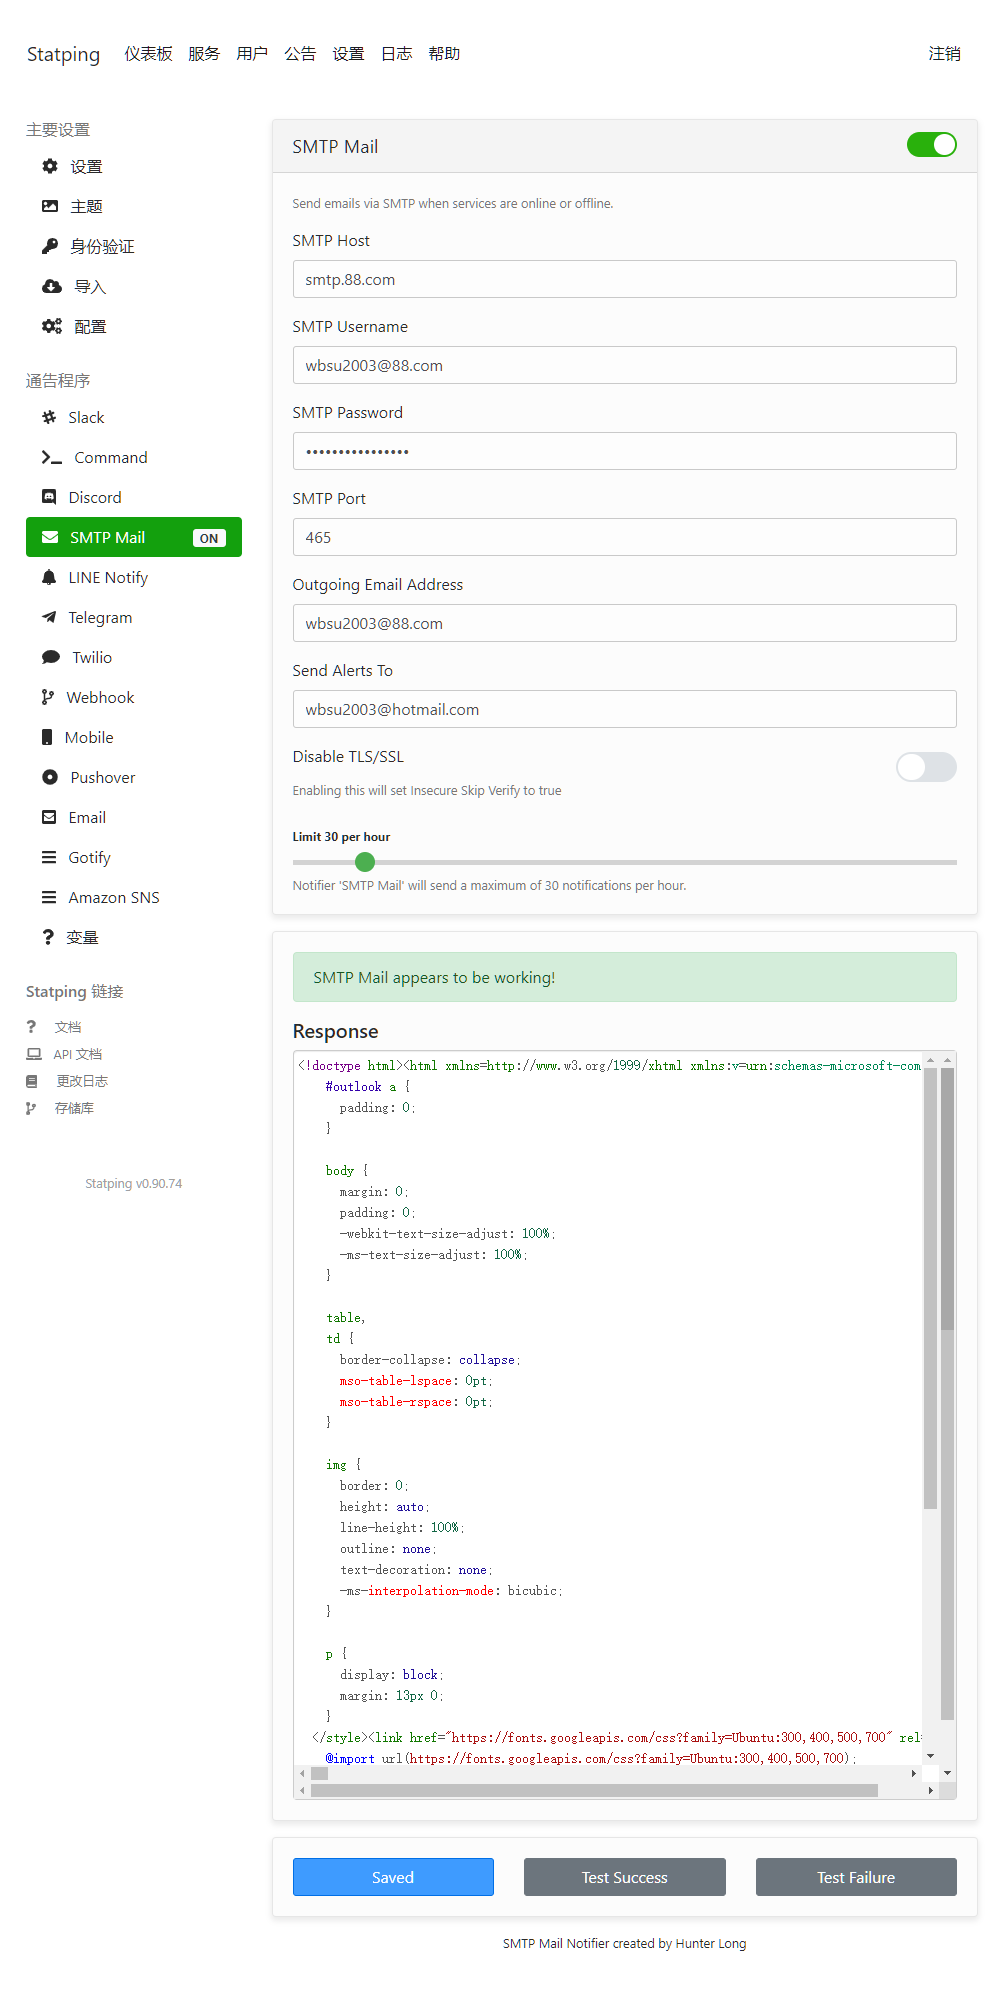 Statping 仪表板 服务 用户 公告 设置 日志 帮助 注销
主要设置
设置
主题
身份验证
导入
配置
通告程序
Slack
Command
Discord
SMTP Mail ON
LINE Notify
Telegram
Twilio
Webhook
Mobile
Pushover
Email
Gotify
Amazon SNS
变量
Statping 链接
文档
API 文档
更改日志
存储库
Statping v0.90.74
SMTP Mail
Send emails via SMTP when services are online or offline.
SMTP Host
smtp.88.com
SMTP Username
wbsu2003@88.com
SMTP Password
••••••••••••••••
SMTP Port
465
Outgoing Email Address
wbsu2003@88.com
Send Alerts To
wbsu2003@hotmail.com
Disable TLS/SSL
Enabling this will set Insecure Skip Verify to true
Limit 30 per hour
Notifier 'SMTP Mail' will send a maximum of 30 notifications per hour.
SMTP Mail appears to be working!
Response
<!doctype html><html xmlns=http://www.w3.org/1999/xhtml xmlns:v=urn:schemas-microsoft-com
#outlook a {
padding: 0;
}
body {
margin: 0;
padding: 0;
-webkit-text-size-adjust: 100%;
-ms-text-size-adjust: 100%;
}
table,
td {
border-collapse: collapse;
mso-table-lspace: 0pt;
mso-table-rspace: 0pt;
}
img {
border: 0;
height: auto;
line-height: 100%;
outline: none;
text-decoration: none;
-ms-interpolation-mode: bicubic;
}
p {
display: block;
margin: 13px 0;
}
</style><link href="https://fonts.googleapis.com/css?family=Ubuntu:300,400,500,700" rel=
@import url(https://fonts.googleapis.com/css?family=Ubuntu:300,400,500,700);
Saved
Test Success
Test Failure
SMTP Mail Notifier created by Hunter Long